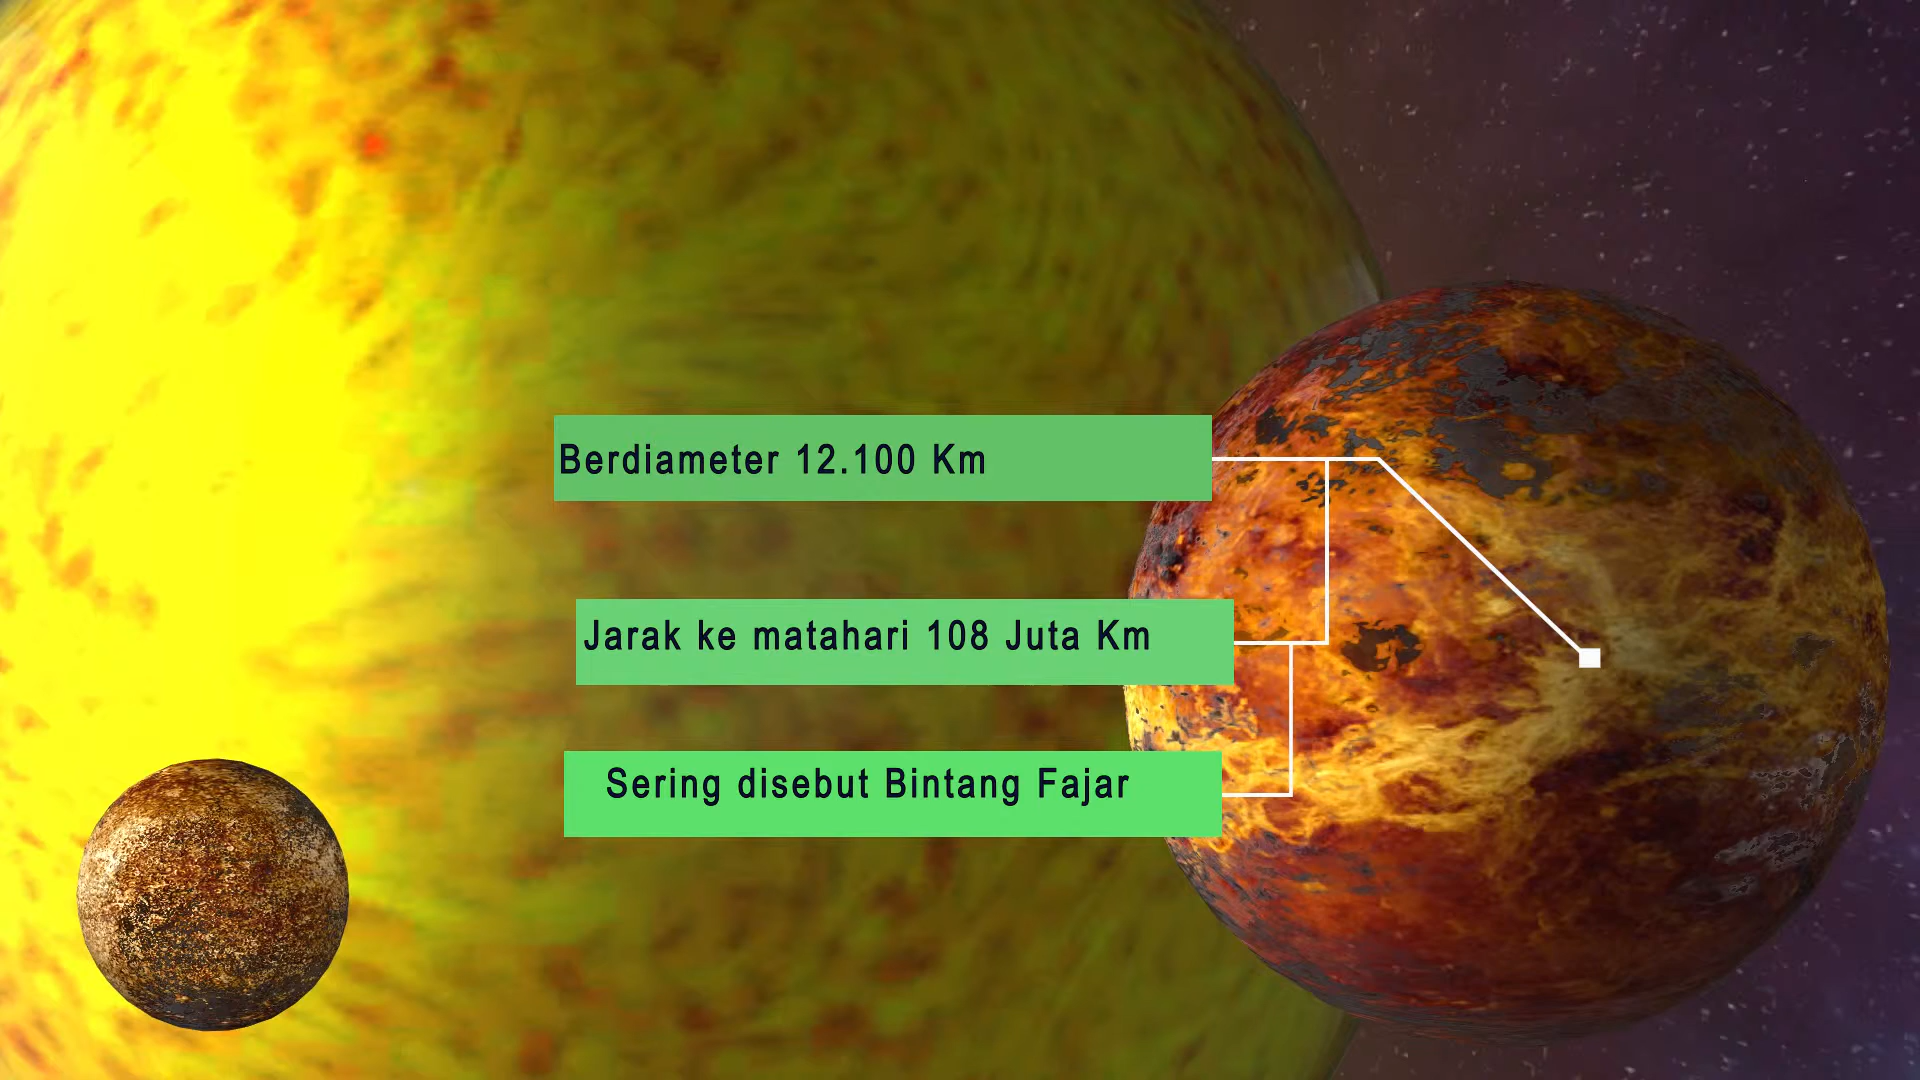 Berdiameter 12.100 Km
Jarak ke matahari 108 Juta Km
Sering disebut Bintang Fajar